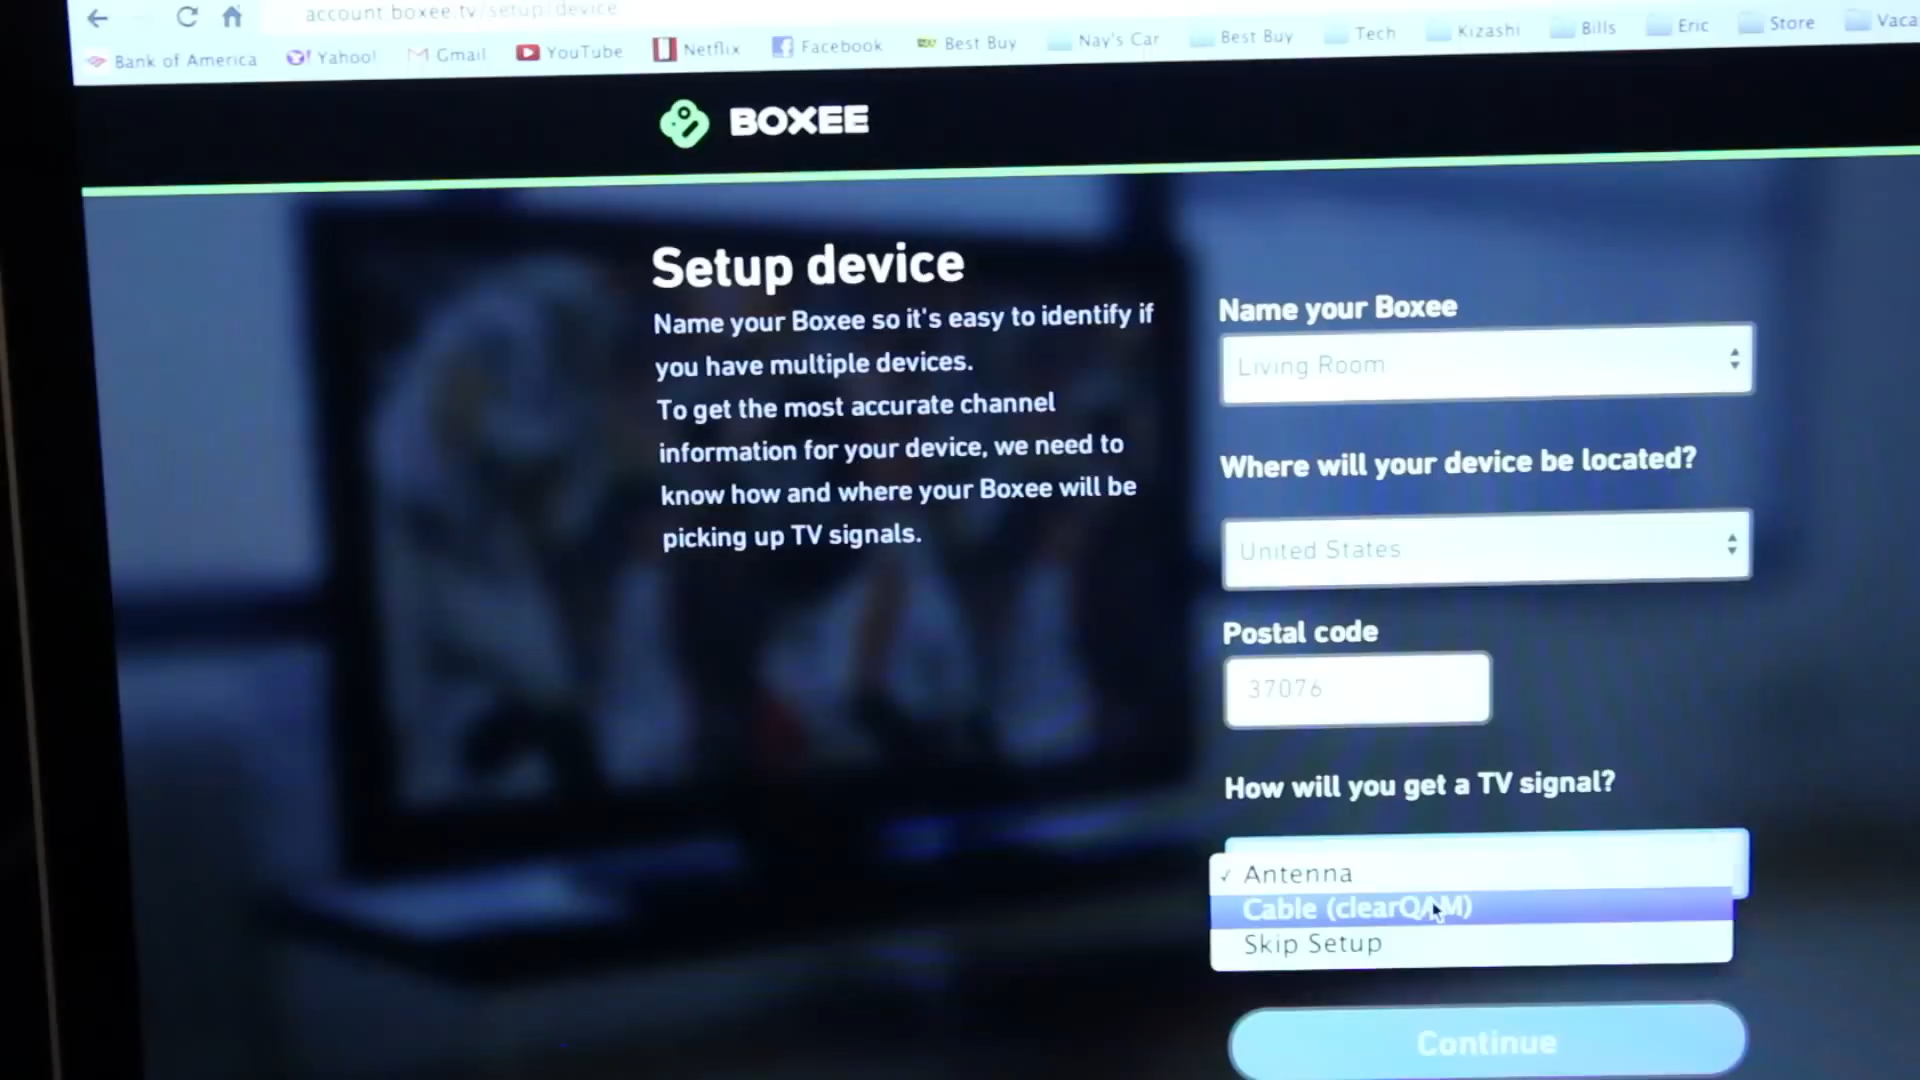 account.boxee.tv/setup/device
Bank of America Yahoo! Gmail YouTube Netflix Facebook Best Buy Nay's Car Best Buy Tech Kizashi Bills Eric Store Vaca
BOXEE
Setup device
Name your Boxee so it's easy to identify if
you have multiple devices.
To get the most accurate channel
information for your device, we need to
know how and where your Boxee will be
picking up TV signals.
Name your Boxee
Living Room
Where will your device be located?
United States
Postal code
37076
How will you get a TV signal?
✓ Antenna
Cable (clearQAM)
Skip Setup
Continue